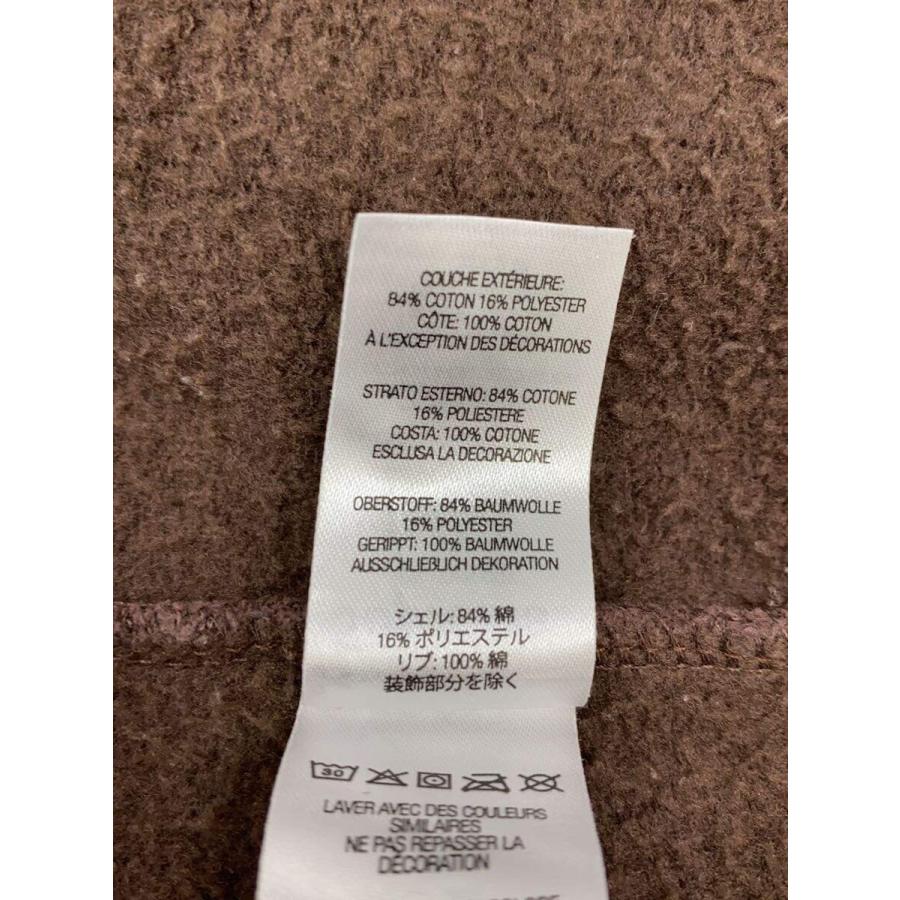 COUCHE EXTÉRIEURE:
84% COTON 16% POLYESTER
CÔTE: 100% COTON
À L'EXCEPTION DES DÉCORATIONS
STRATO ESTERNO: 84% COTONE
16% POLIESTERE
COSTA: 100% COTONE
ESCLUSA LA DECORAZIONE
OBERSTOFF: 84% BAUMWOLLE
16% POLYESTER
GERIPPT: 100% BAUMWOLLE
AUSSCHLIEßLICH DEKORATION
シェル: 84% 綿
16% ポリエステル
リブ: 100% 綿
装飾部分を除く
30
LAVER AVEC DES COULEURS
SIMILAIRES
NE PAS REPASSER LA
DÉCORATION